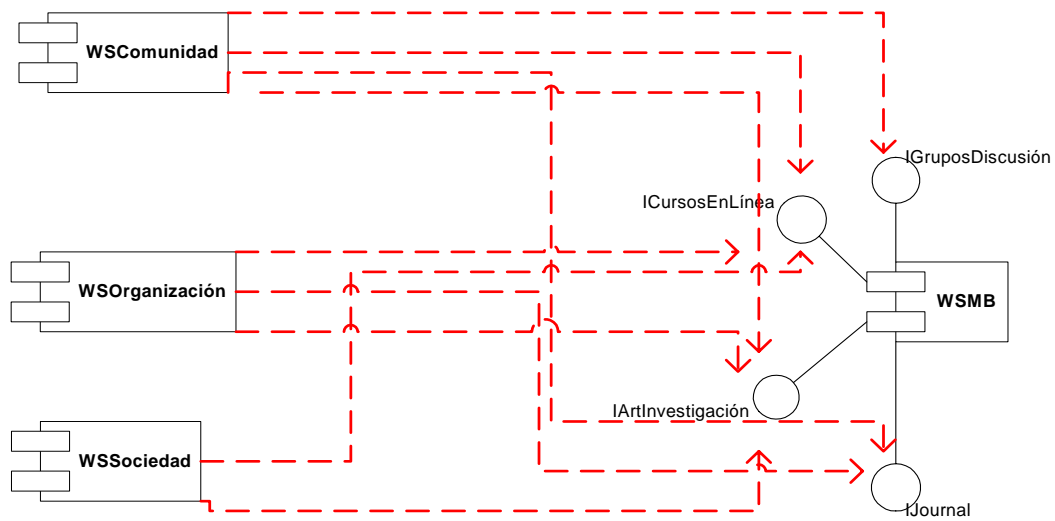 WSComunidad
IGruposDiscusión
ICursosEnLínea
WSOrganización
WSMB
IArtInvestigación
WSSociedad
IJournal